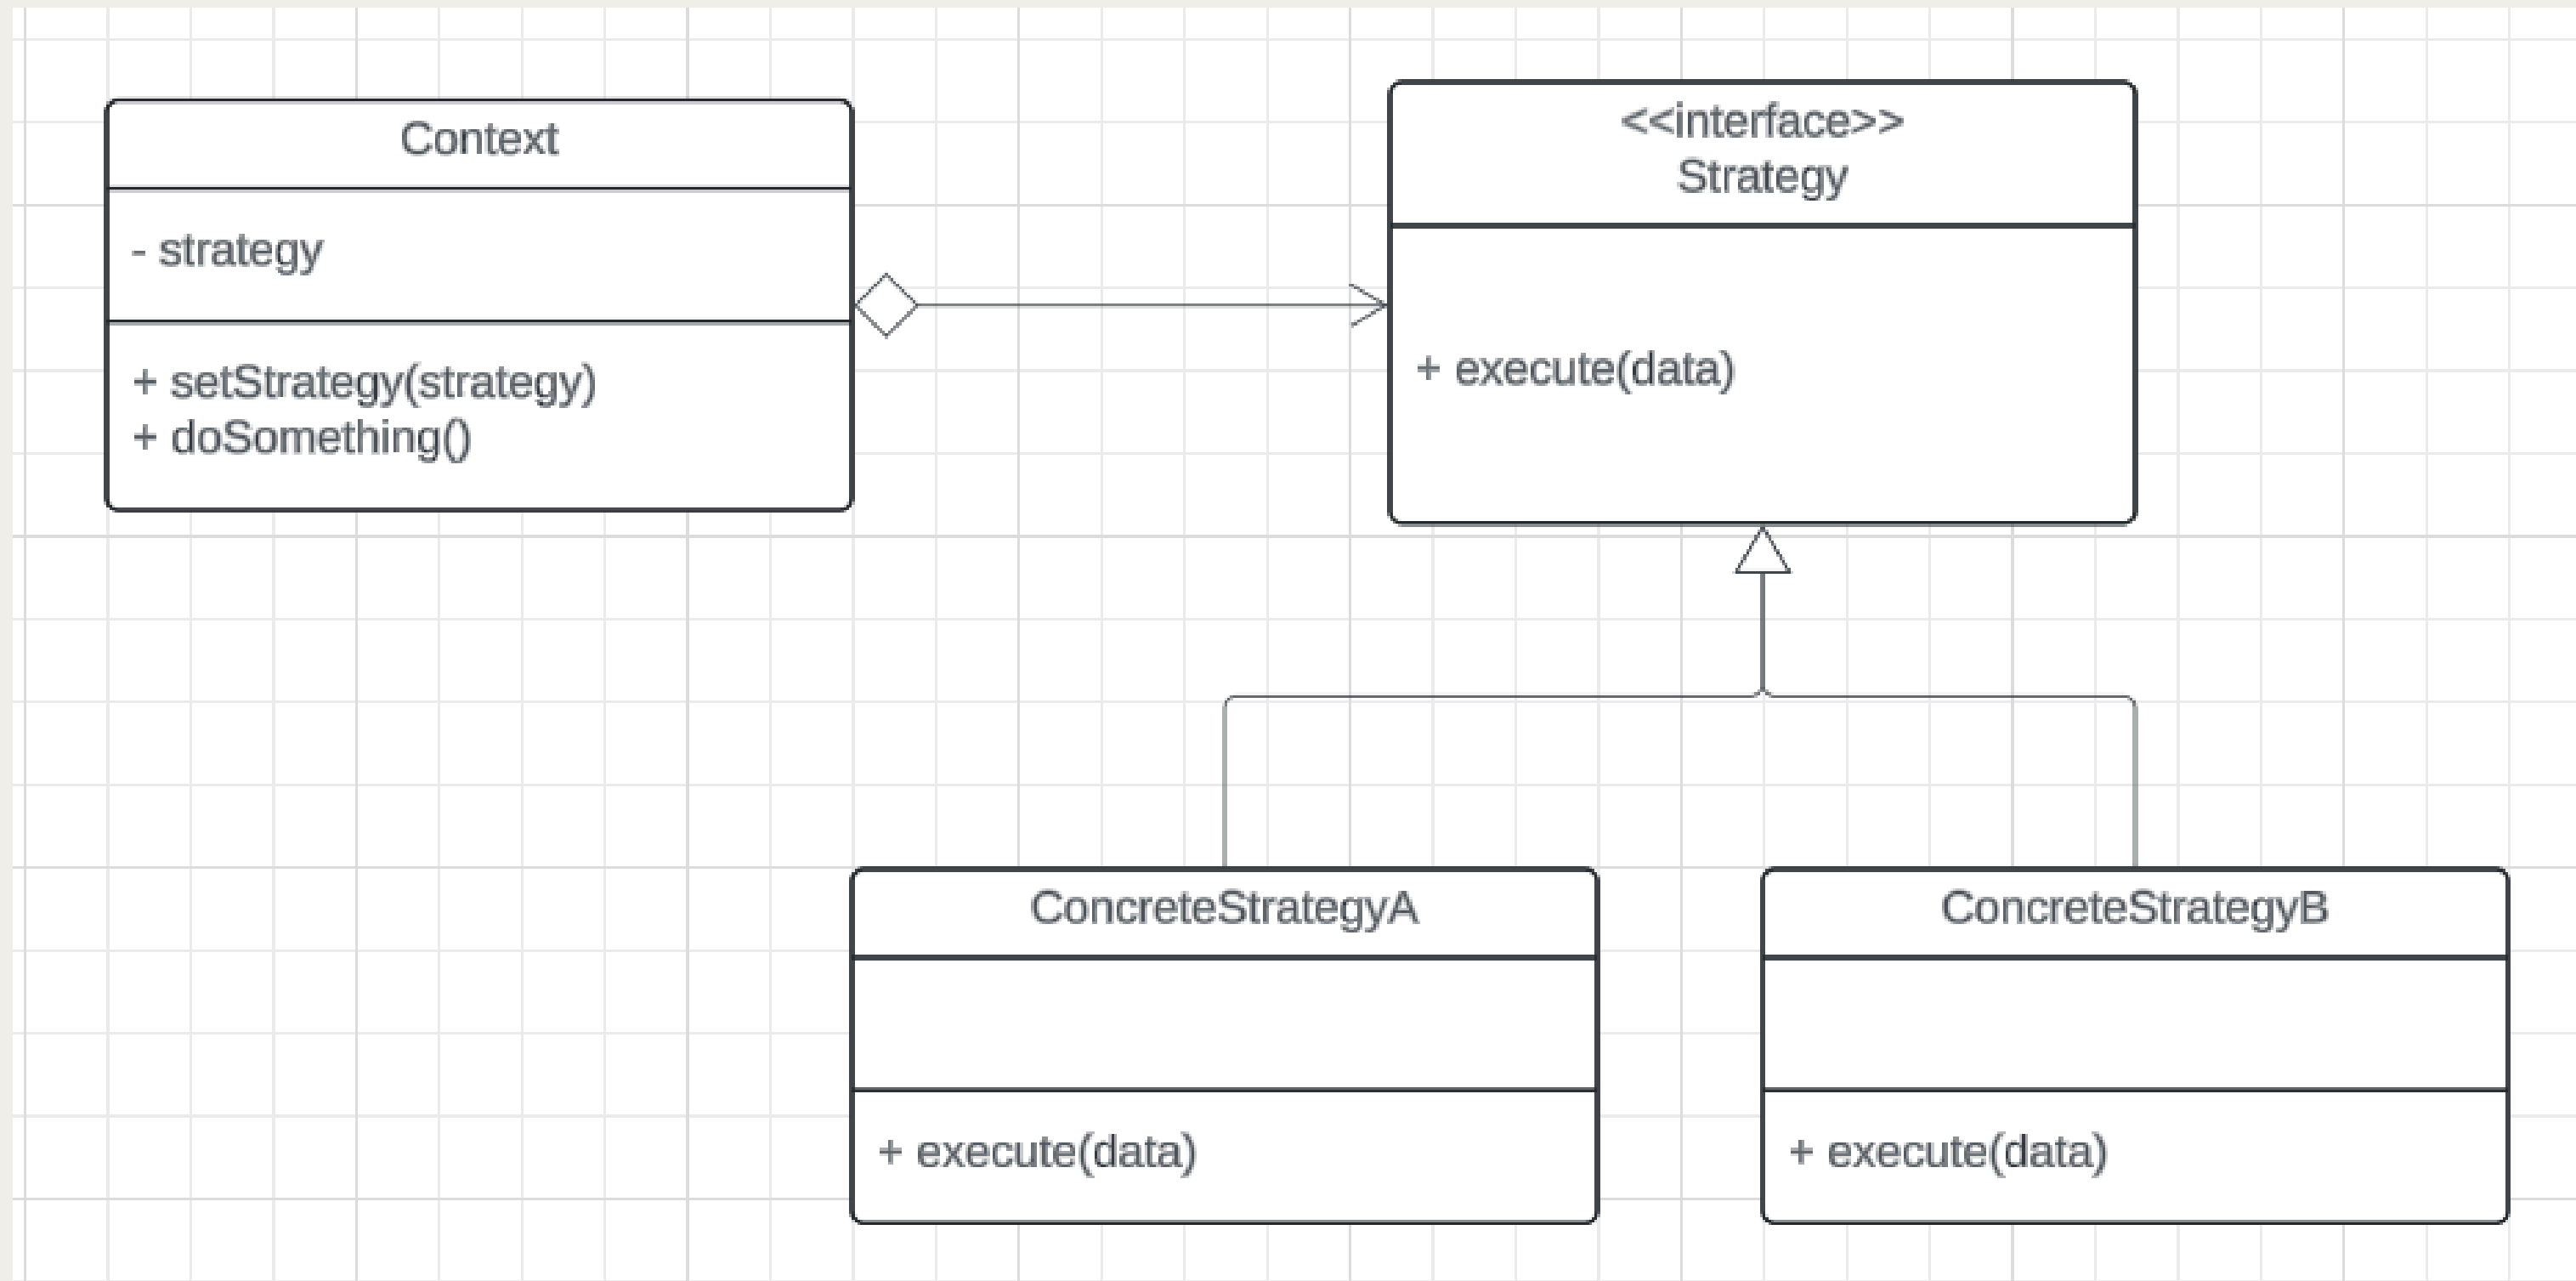 Context
- strategy
+ setStrategy(strategy)
+ doSomething()
<<interface>>
Strategy
+ execute(data)
ConcreteStrategyA
+ execute(data)
ConcreteStrategyB
+ execute(data)